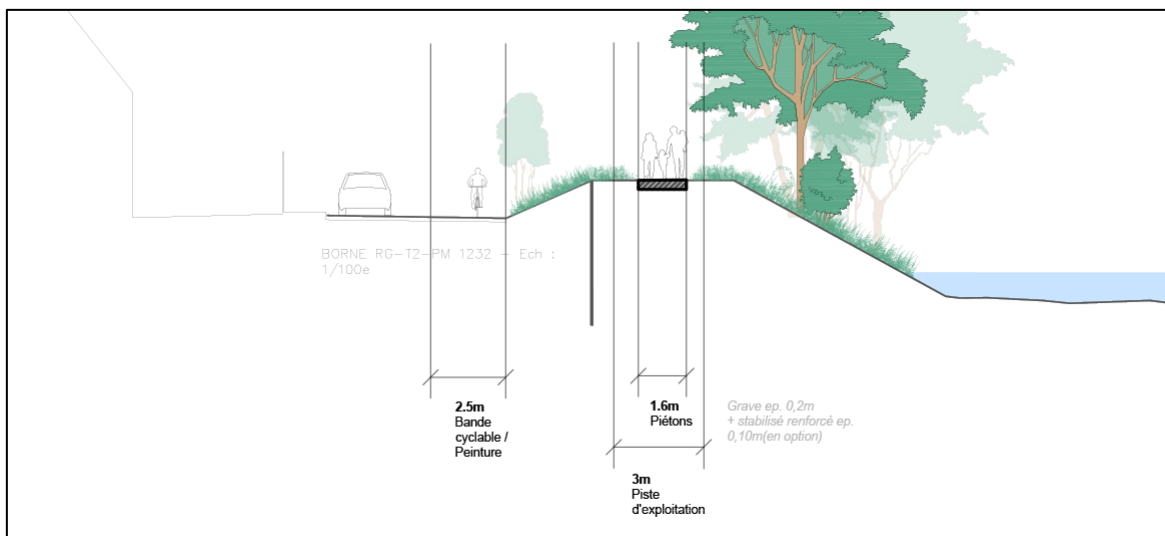 BORNE RG-T2-PM 1232 - Ech :
1/100e
2.5m
Bande
cyclable /
Peinture
1.6m
Piétons
Grave ep. 0,2m
+ stabilisé renforcé ep.
0,10m(en option)
3m
Piste
d'exploitation